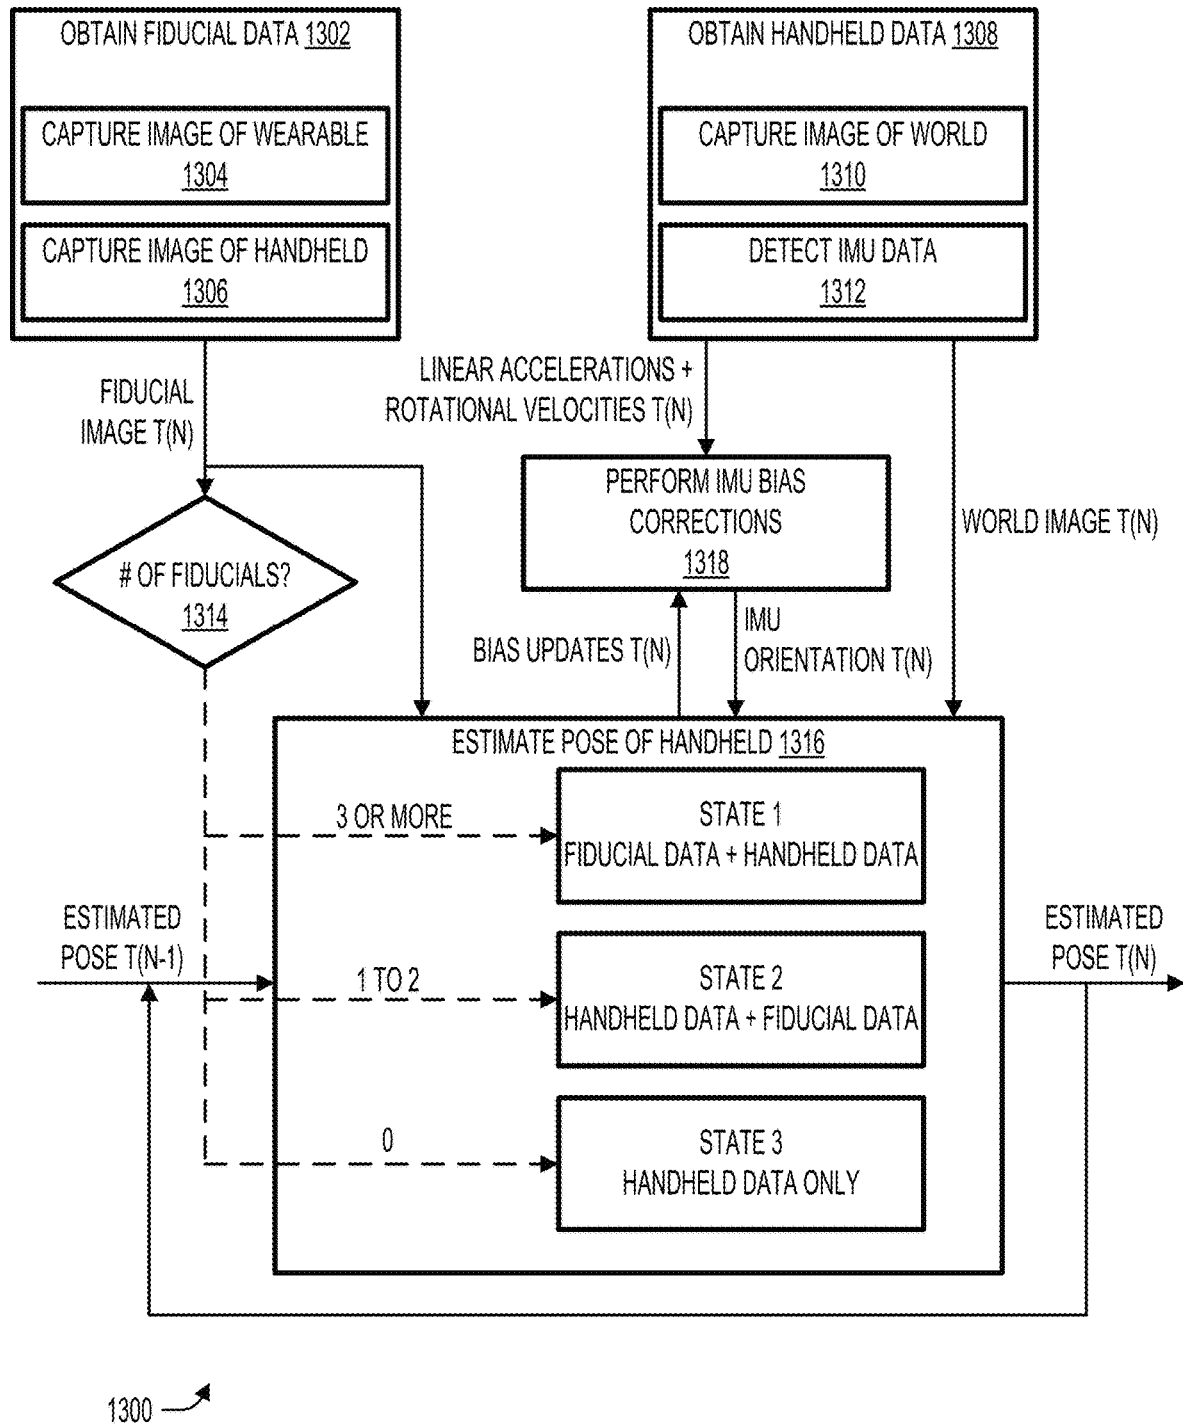 OBTAIN FIDUCIAL DATA 1302
CAPTURE IMAGE OF WEARABLE
1304
CAPTURE IMAGE OF HANDHELD
1306
OBTAIN HANDHELD DATA 1308
CAPTURE IMAGE OF WORLD
1310
DETECT IMU DATA
1312
FIDUCIAL
IMAGE T(N)
LINEAR ACCELERATIONS +
ROTATIONAL VELOCITIES T(N)
PERFORM IMU BIAS
CORRECTIONS
1318
WORLD IMAGE T(N)
# OF FIDUCIALS?
1314
BIAS UPDATES T(N)
IMU
ORIENTATION T(N)
ESTIMATE POSE OF HANDHELD 1316
3 OR MORE
STATE 1
FIDUCIAL DATA + HANDHELD DATA
ESTIMATED
POSE T(N-1)
1 TO 2
STATE 2
HANDHELD DATA + FIDUCIAL DATA
ESTIMATED
POSE T(N)
0
STATE 3
HANDHELD DATA ONLY
1300